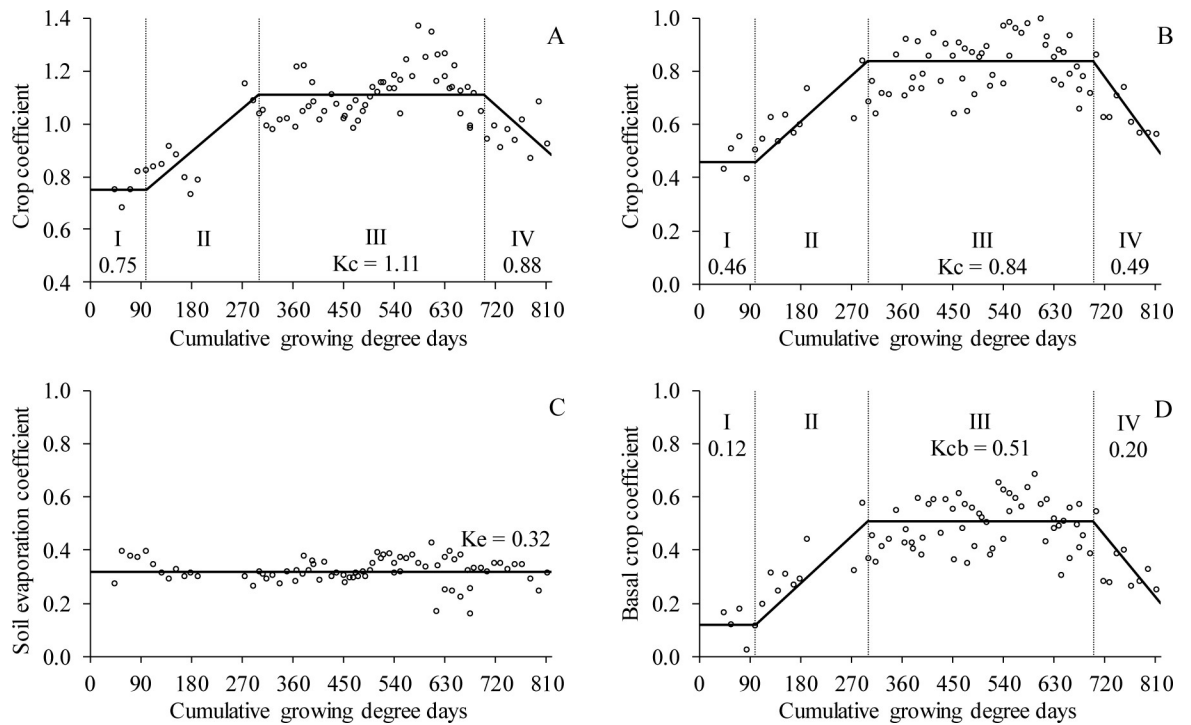 A
Crop coefficient
1.4
1.2
1.0
0.8
0.6
0.4
I
II
III
IV
0.75
Kc = 1.11
0.88
0 90 180 270 360 450 540 630 720 810
Cumulative growing degree days
B
Crop coefficient
1.0
0.8
0.6
0.4
0.2
0.0
I
II
III
IV
0.46
Kc = 0.84
0.49
0 90 180 270 360 450 540 630 720 810
Cumulative growing degree days
C
Soil evaporation coefficient
1.0
0.8
0.6
0.4
0.2
0.0
Ke = 0.32
0 90 180 270 360 450 540 630 720 810
Cumulative growing degree days
D
Basal crop coefficient
1.0
0.8
0.6
0.4
0.2
0.0
I
II
III
IV
0.12
Kcb = 0.51
0.20
0 90 180 270 360 450 540 630 720 810
Cumulative growing degree days